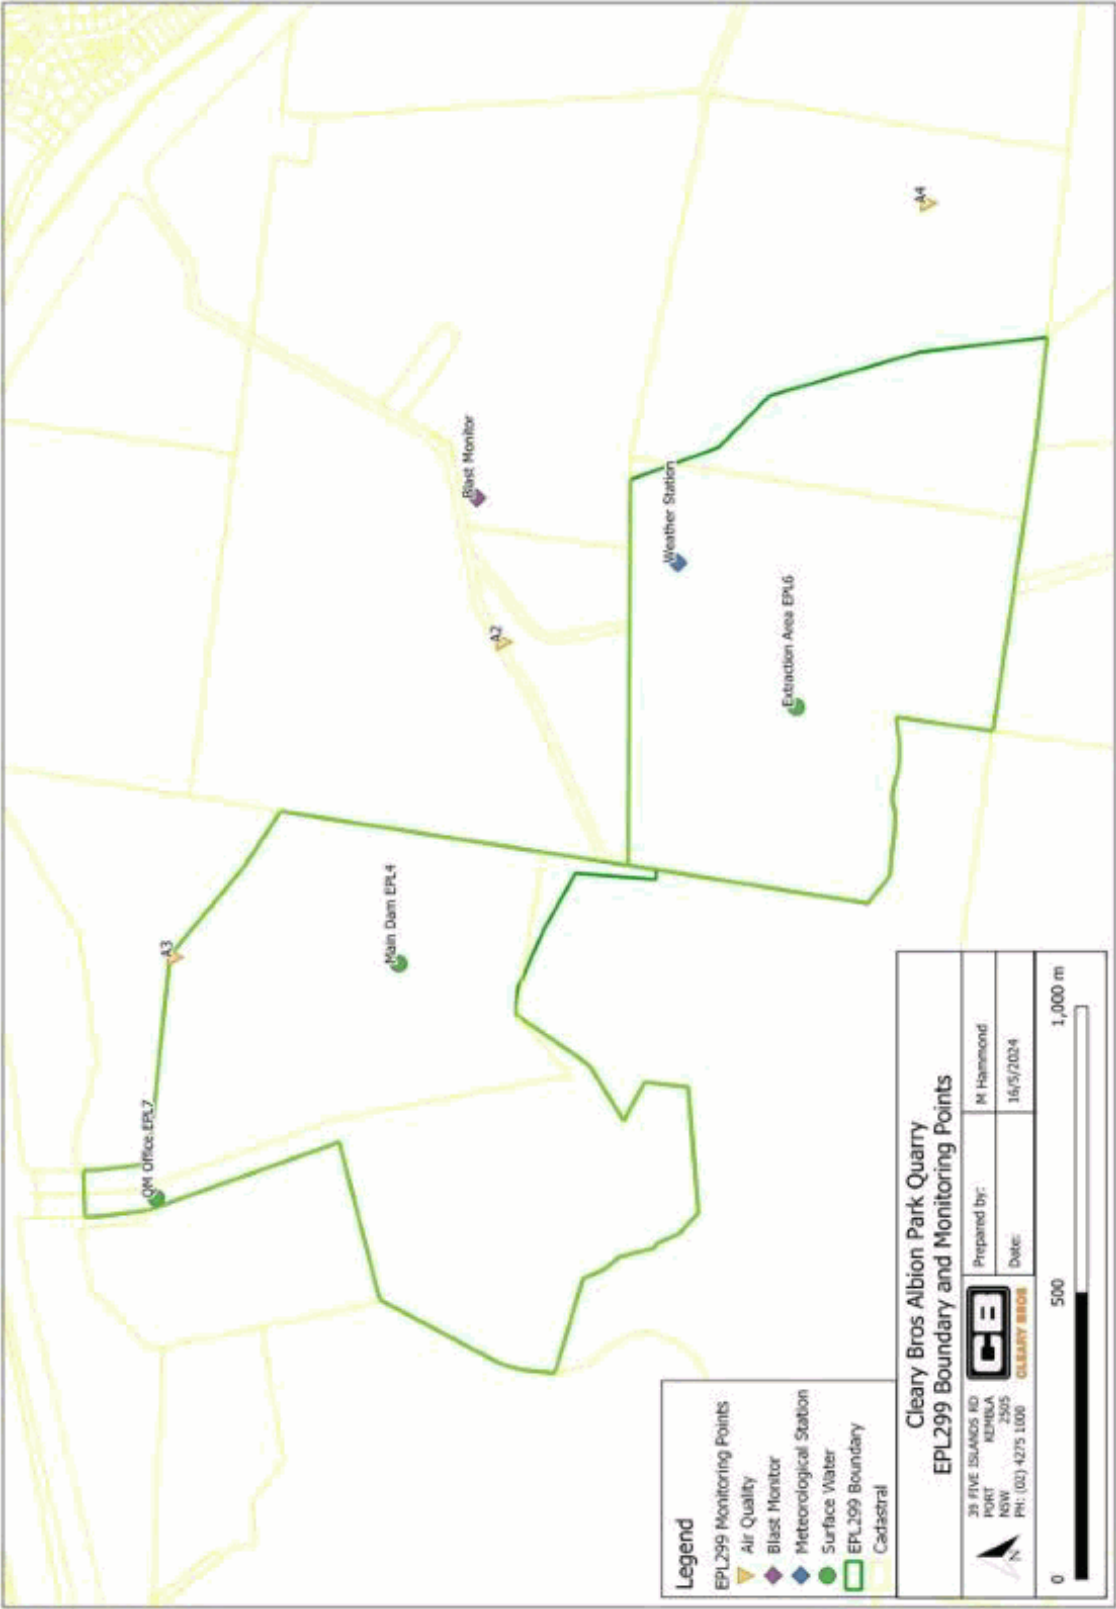 A3
QM Office EPL7
Main Dam EPL4
A2
Blast Monitor
Weather Station
Extraction Area EPL6
A4
Legend
EPL299 Monitoring Points
Air Quality
Blast Monitor
Meteorological Station
Surface Water
EPL299 Boundary
Cadastral
Cleary Bros Albion Park Quarry
EPL299 Boundary and Monitoring Points
N
39 FIVE ISLANDS RD
PORT KEMBLA
NSW 2505
PH: (02) 4275 1000
CB
CLEARY BROS
Prepared by: M Hammond
Date: 16/5/2024
0 500 1,000 m